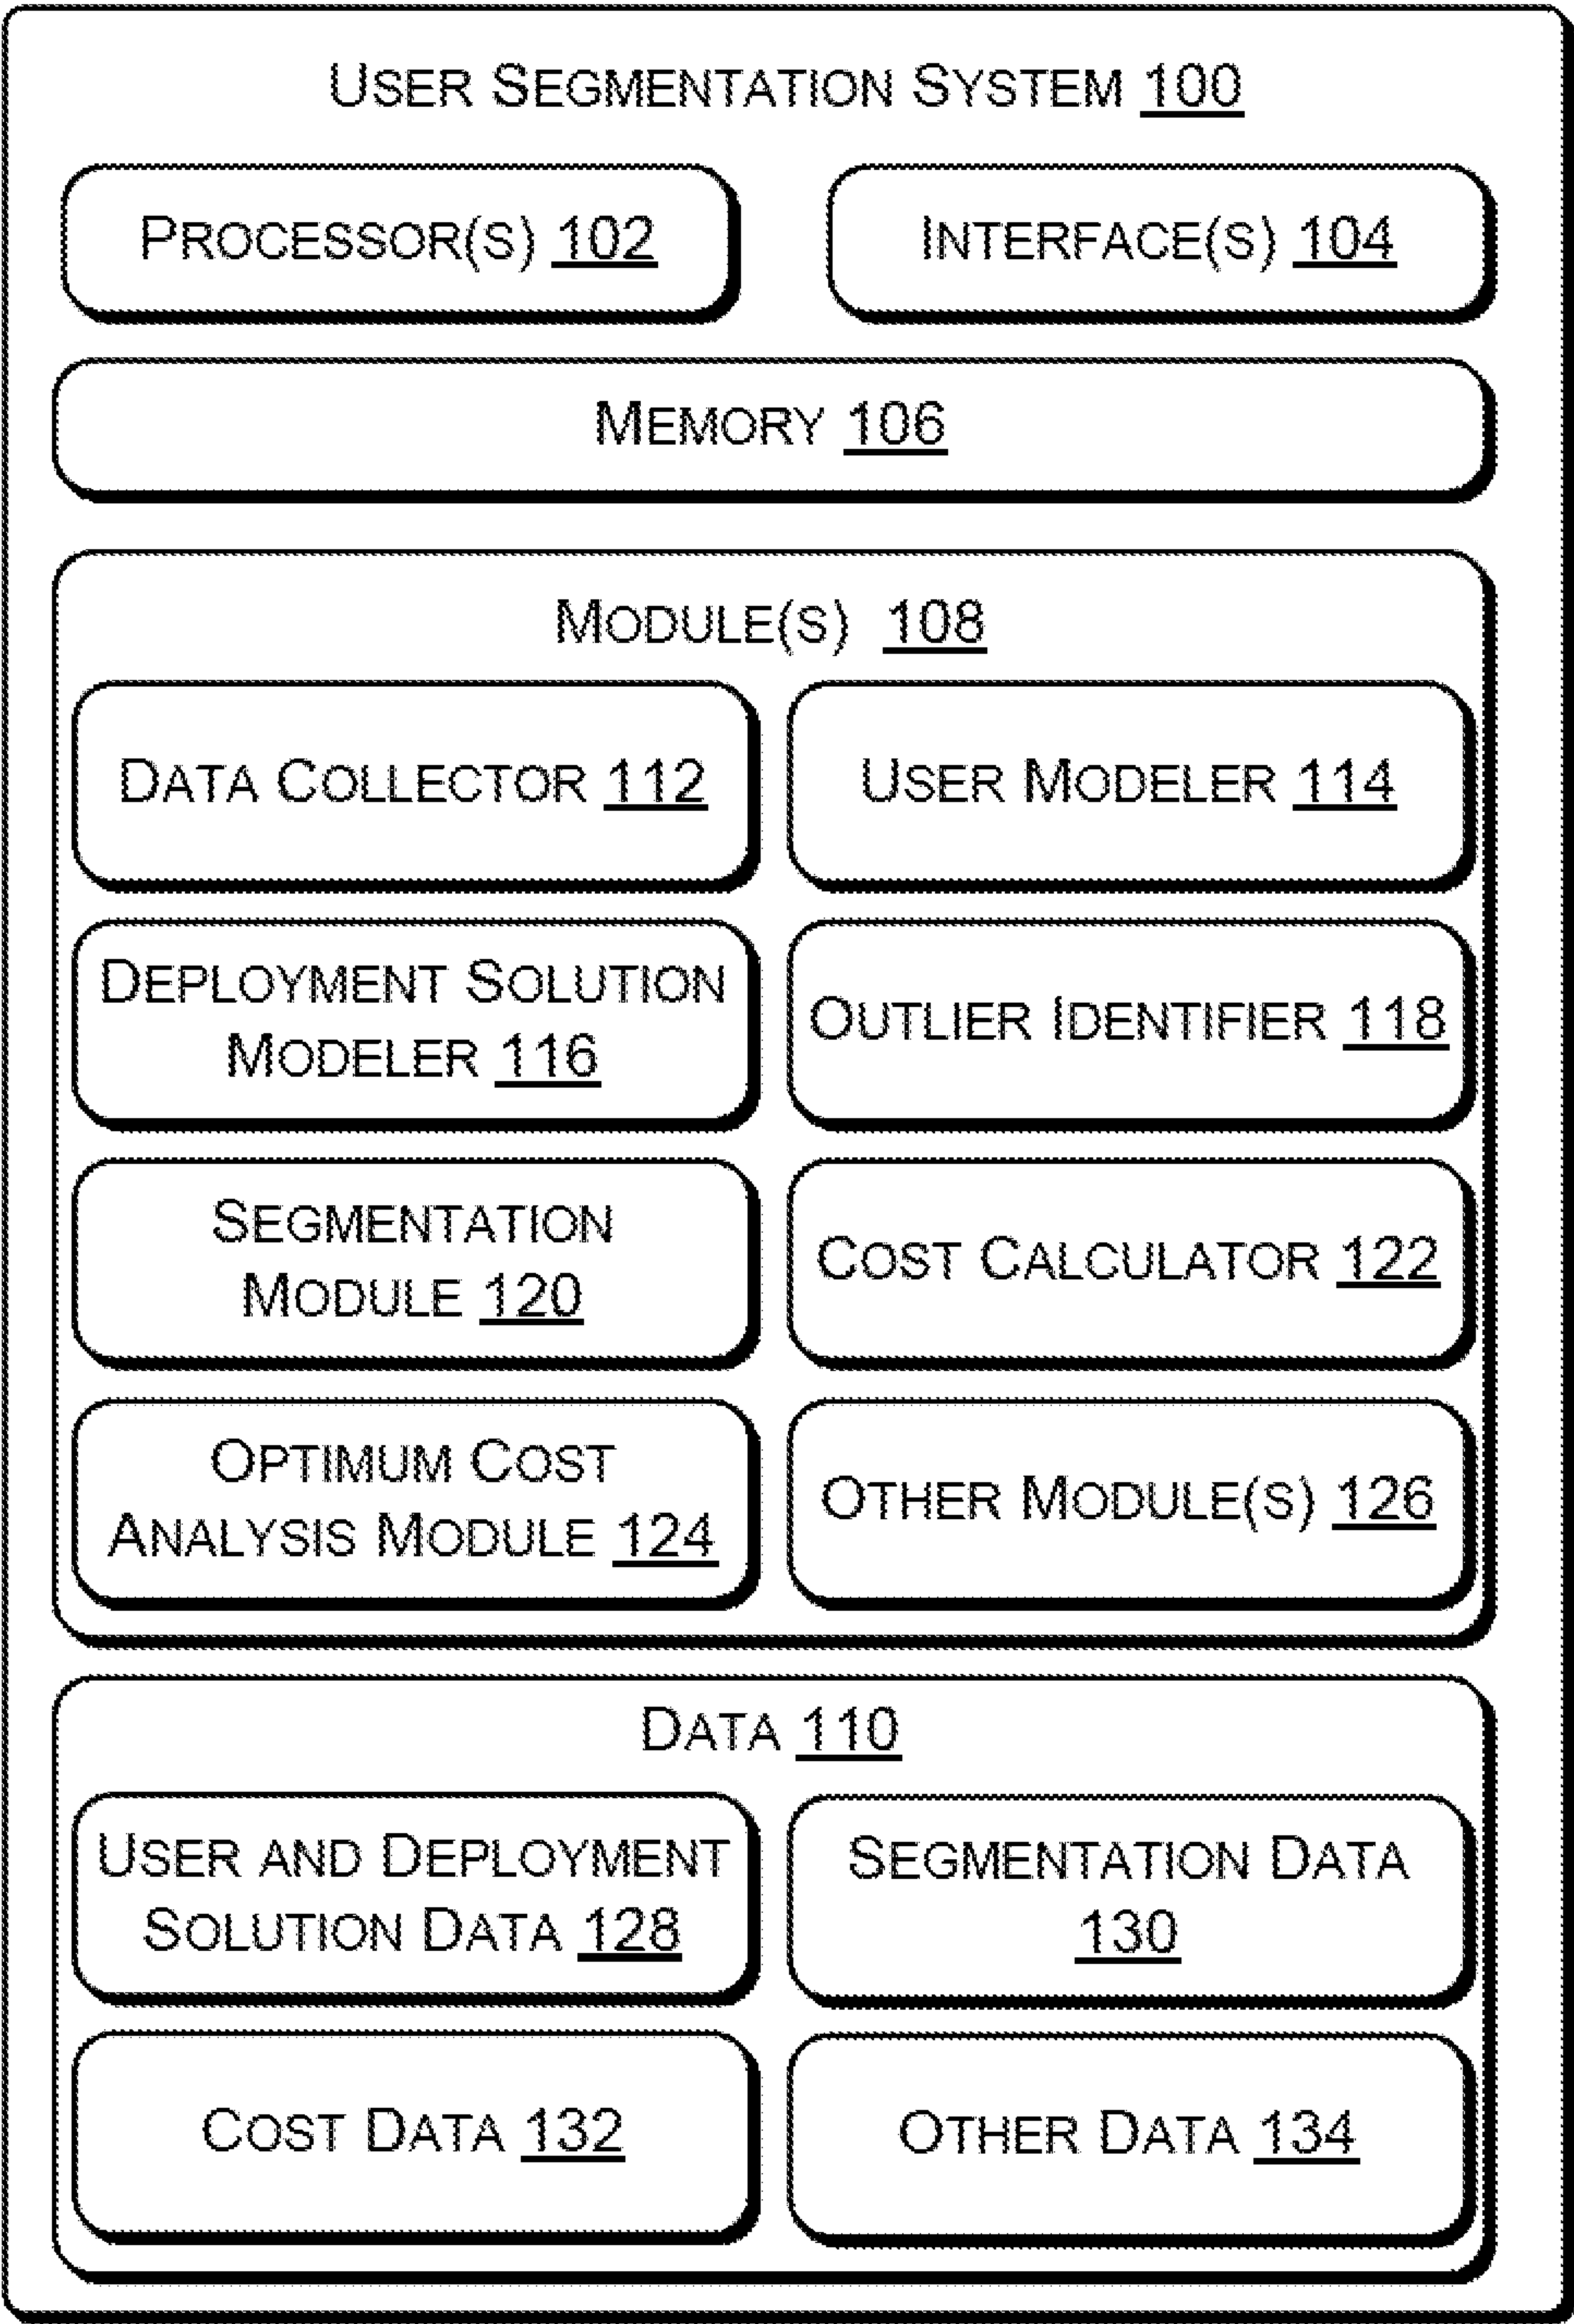 USER SEGMENTATION SYSTEM 100
PROCESSOR(S) 102
INTERFACE(S) 104
MEMORY 106
MODULE(S) 108
DATA COLLECTOR 112
USER MODELER 114
DEPLOYMENT SOLUTION
MODELER 116
OUTLIER IDENTIFIER 118
SEGMENTATION
MODULE 120
COST CALCULATOR 122
OPTIMUM COST
ANALYSIS MODULE 124
OTHER MODULE(S) 126
DATA 110
USER AND DEPLOYMENT
SOLUTION DATA 128
SEGMENTATION DATA
130
COST DATA 132
OTHER DATA 134